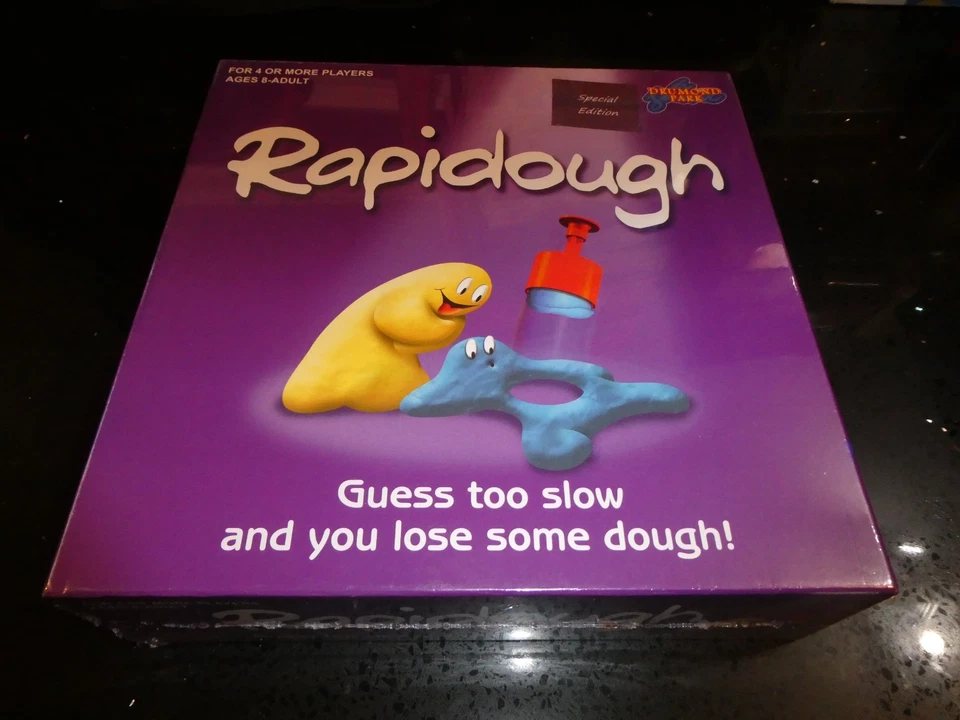 FOR 4 OR MORE PLAYERS
AGES 8-ADULT
Special
Edition
DRUMOND
PARK
Rapidough
Guess too slow
and you lose some dough!
Rapidough